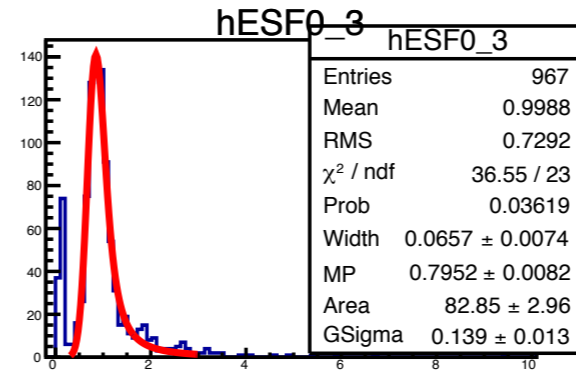 hESF0_3
hESF0_3
Entries 967
Mean 0.9988
RMS 0.7292
χ² / ndf 36.55 / 23
Prob 0.03619
Width 0.0657 ± 0.0074
MP 0.7952 ± 0.0082
Area 82.85 ± 2.96
GSigma 0.139 ± 0.013
140
120
100
80
60
40
20
0
0 2 4 6 8 10